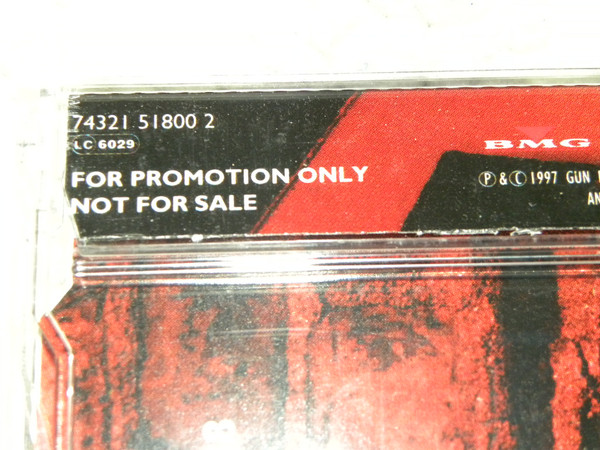 74321 51800 2
LC 6029
FOR PROMOTION ONLY
NOT FOR SALE
BMG
Ⓟ & Ⓒ 1997 GUN
AN